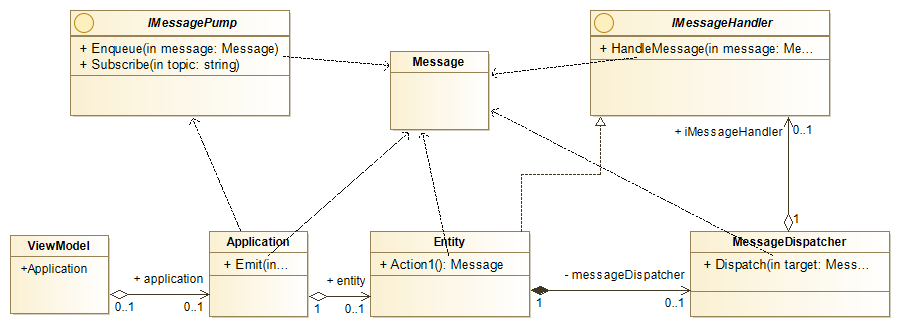 IMessagePump
+ Enqueue(in message: Message)
+ Subscribe(in topic: string)
Message
IMessageHandler
+ HandleMessage(in message: Me...
+ iMessageHandler
0..1
1
ViewModel
+Application
+ application
0..1
0..1
Application
+ Emit(in...
+ entity
1
0..1
Entity
+ Action1(): Message
- messageDispatcher
1
0..1
MessageDispatcher
+ Dispatch(in target: Mess...